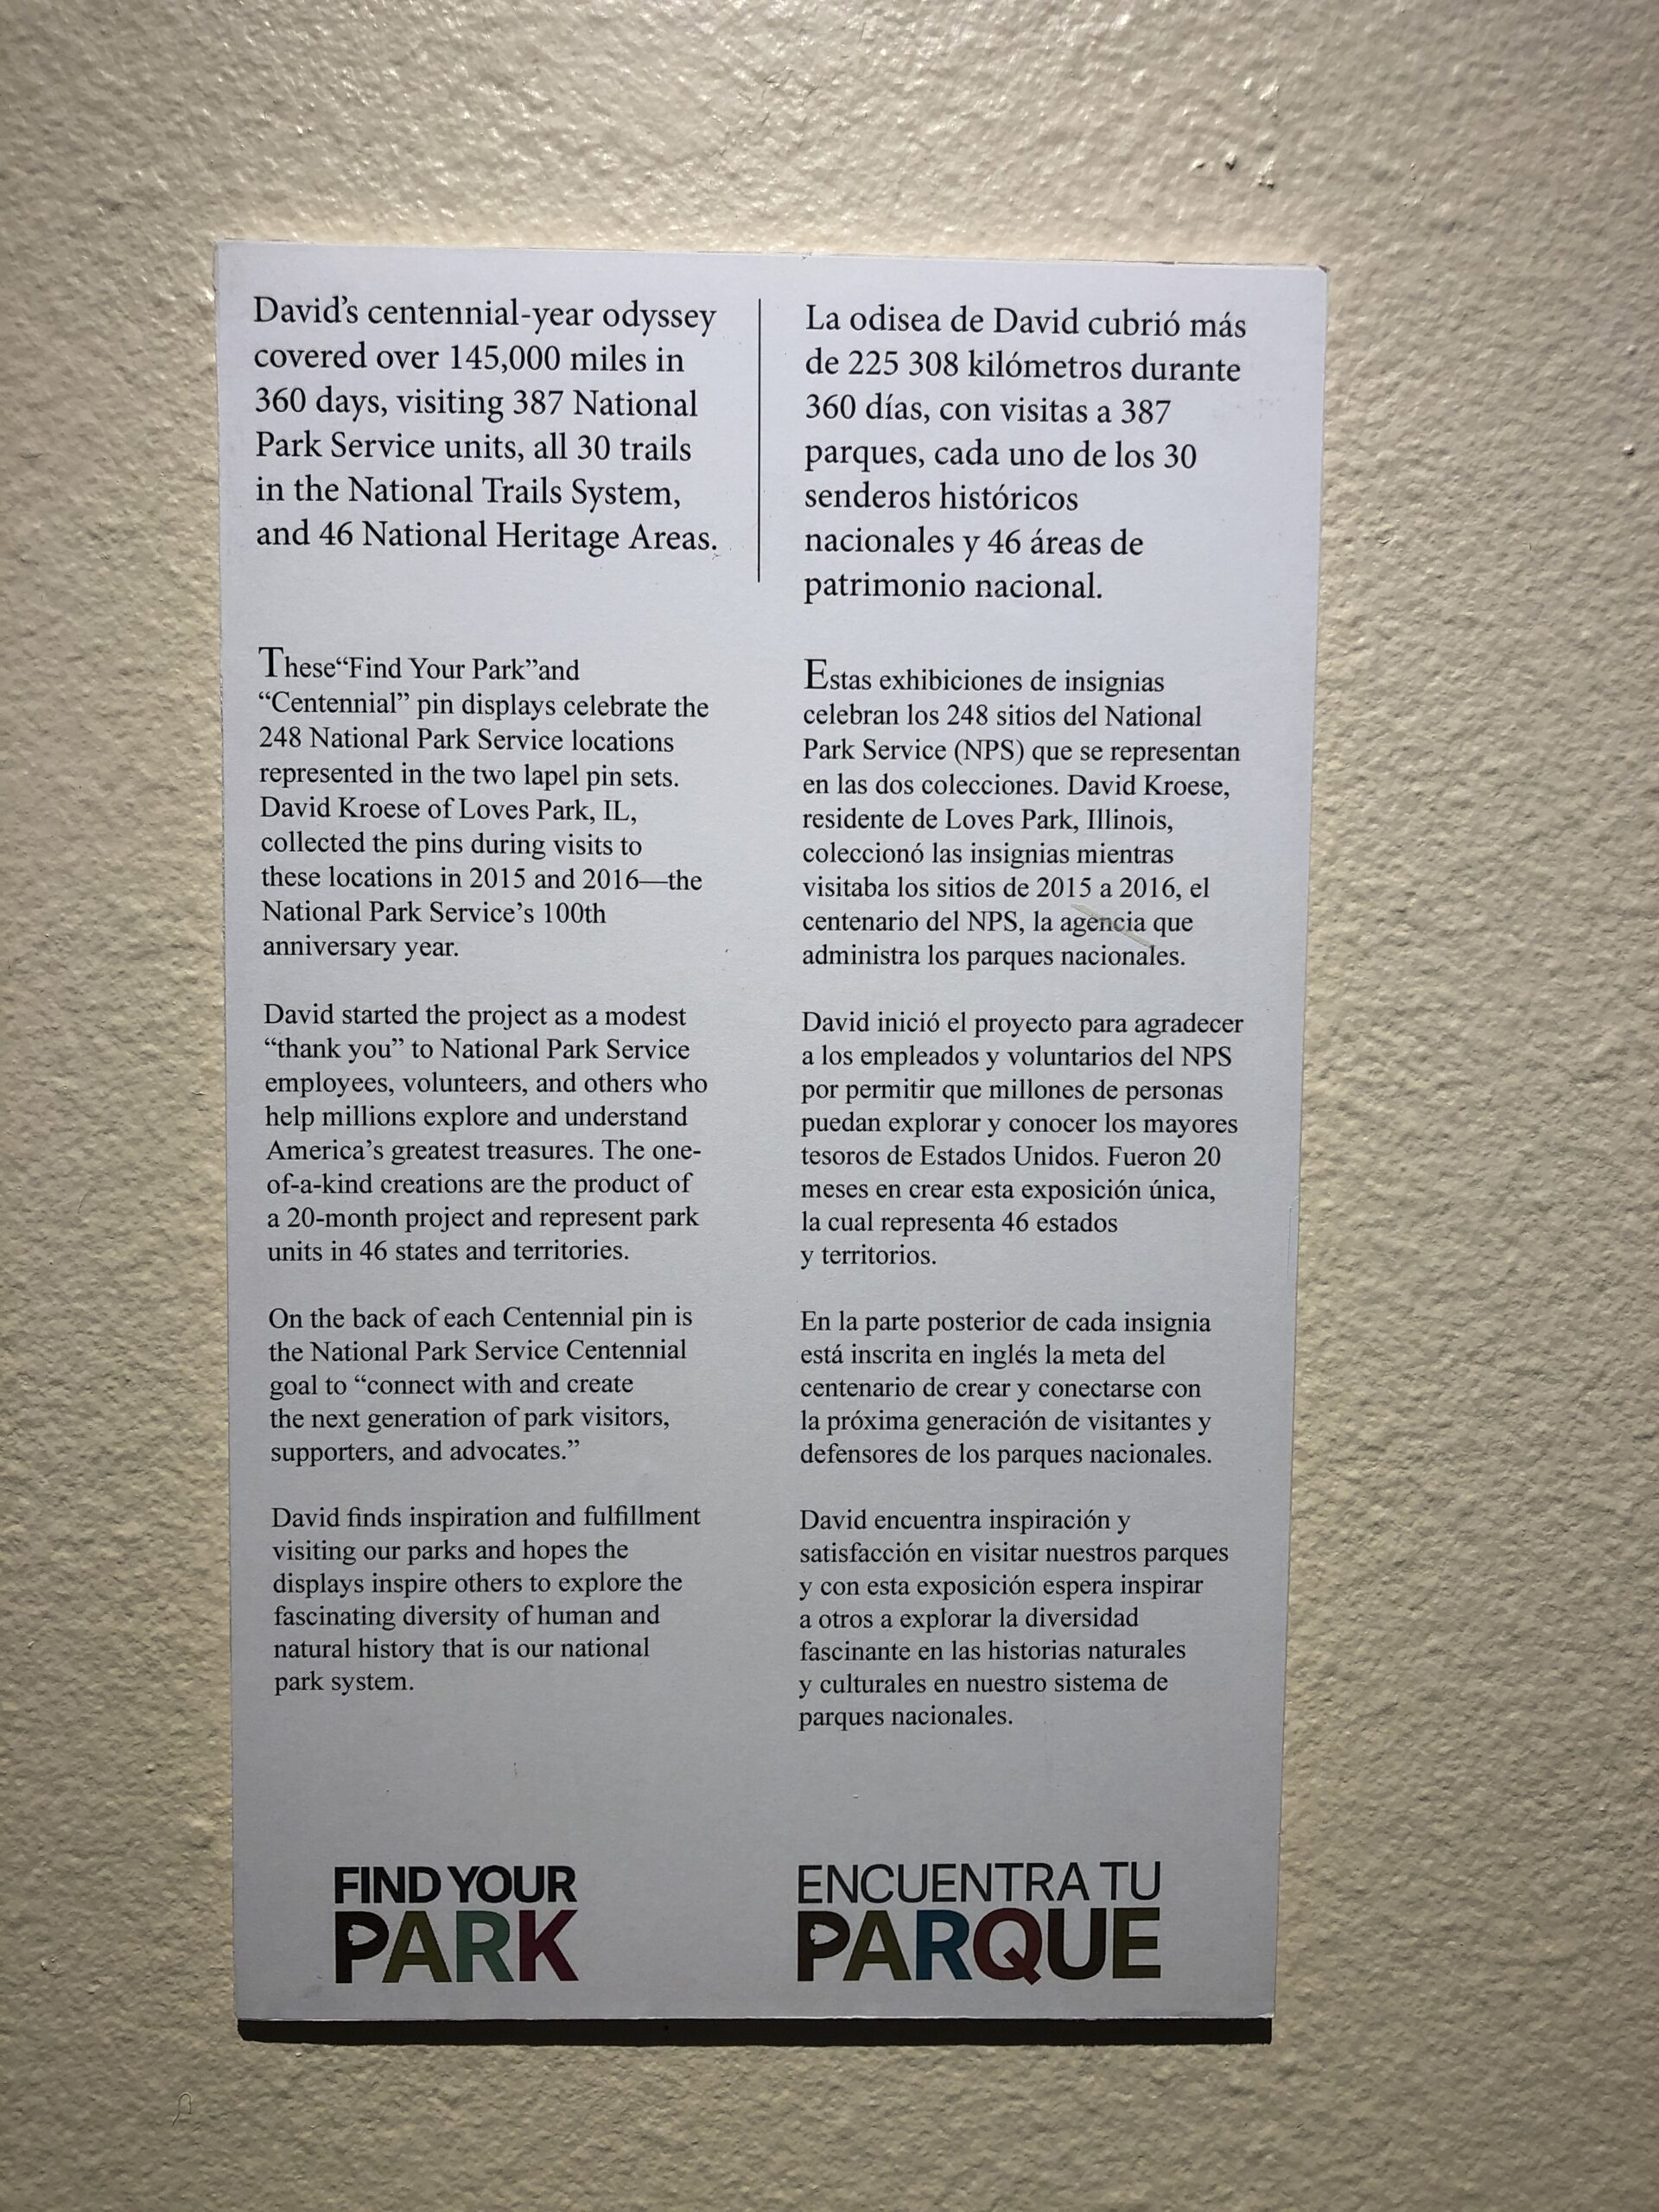 David's centennial-year odyssey
covered over 145,000 miles in
360 days, visiting 387 National
Park Service units, all 30 trails
in the National Trails System,
and 46 National Heritage Areas.
These“Find Your Park”and
“Centennial” pin displays celebrate the
248 National Park Service locations
represented in the two lapel pin sets.
David Kroese of Loves Park, IL,
collected the pins during visits to
these locations in 2015 and 2016—the
National Park Service's 100th
anniversary year.
David started the project as a modest
“thank you” to National Park Service
employees, volunteers, and others who
help millions explore and understand
America's greatest treasures. The one-
of-a-kind creations are the product of
a 20-month project and represent park
units in 46 states and territories.
On the back of each Centennial pin is
the National Park Service Centennial
goal to “connect with and create
the next generation of park visitors,
supporters, and advocates.”
David finds inspiration and fulfillment
visiting our parks and hopes the
displays inspire others to explore the
fascinating diversity of human and
natural history that is our national
park system.
FIND YOUR
PARK
La odisea de David cubrió más
de 225 308 kilómetros durante
360 días, con visitas a 387
parques, cada uno de los 30
senderos históricos
nacionales y 46 áreas de
patrimonio nacional.
Estas exhibiciones de insignias
celebran los 248 sitios del National
Park Service (NPS) que se representan
en las dos colecciones. David Kroese,
residente de Loves Park, Illinois,
coleccionó las insignias mientras
visitaba los sitios de 2015 a 2016, el
centenario del NPS, la agencia que
administra los parques nacionales.
David inició el proyecto para agradecer
a los empleados y voluntarios del NPS
por permitir que millones de personas
puedan explorar y conocer los mayores
tesoros de Estados Unidos. Fueron 20
meses en crear esta exposición única,
la cual representa 46 estados
y territorios.
En la parte posterior de cada insignia
está inscrita en inglés la meta del
centenario de crear y conectarse con
la próxima generación de visitantes y
defensores de los parques nacionales.
David encuentra inspiración y
satisfacción en visitar nuestros parques
y con esta exposición espera inspirar
a otros a explorar la diversidad
fascinante en las historias naturales
y culturales en nuestro sistema de
parques nacionales.
ENCUENTRA TU
PARQUE